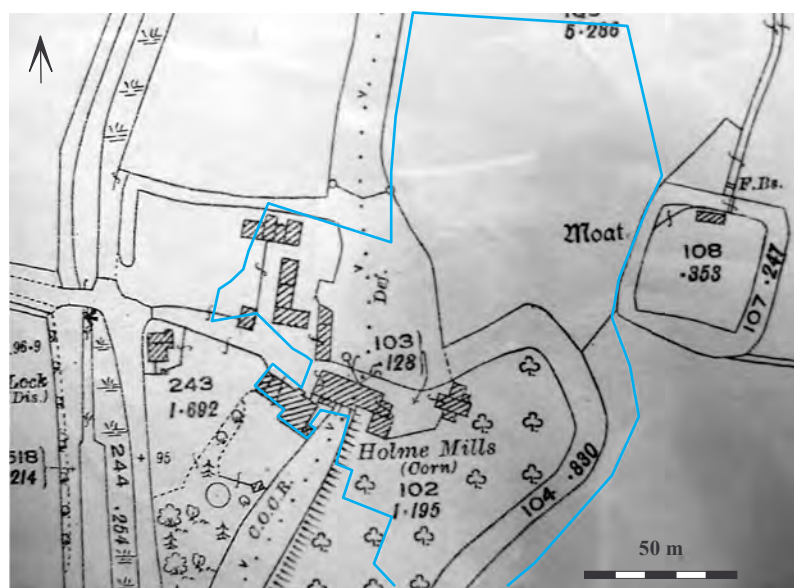 5·286
F.Bs.
Moat
108
·353
107 ·247
Def.
103
·128
96·9
Lock
(Dis.)
243
1·692
Holme Mills
(Corn)
102
1·195
104 ·830
518
214
244
·254
+ 95
C.O.C.R.
50 m